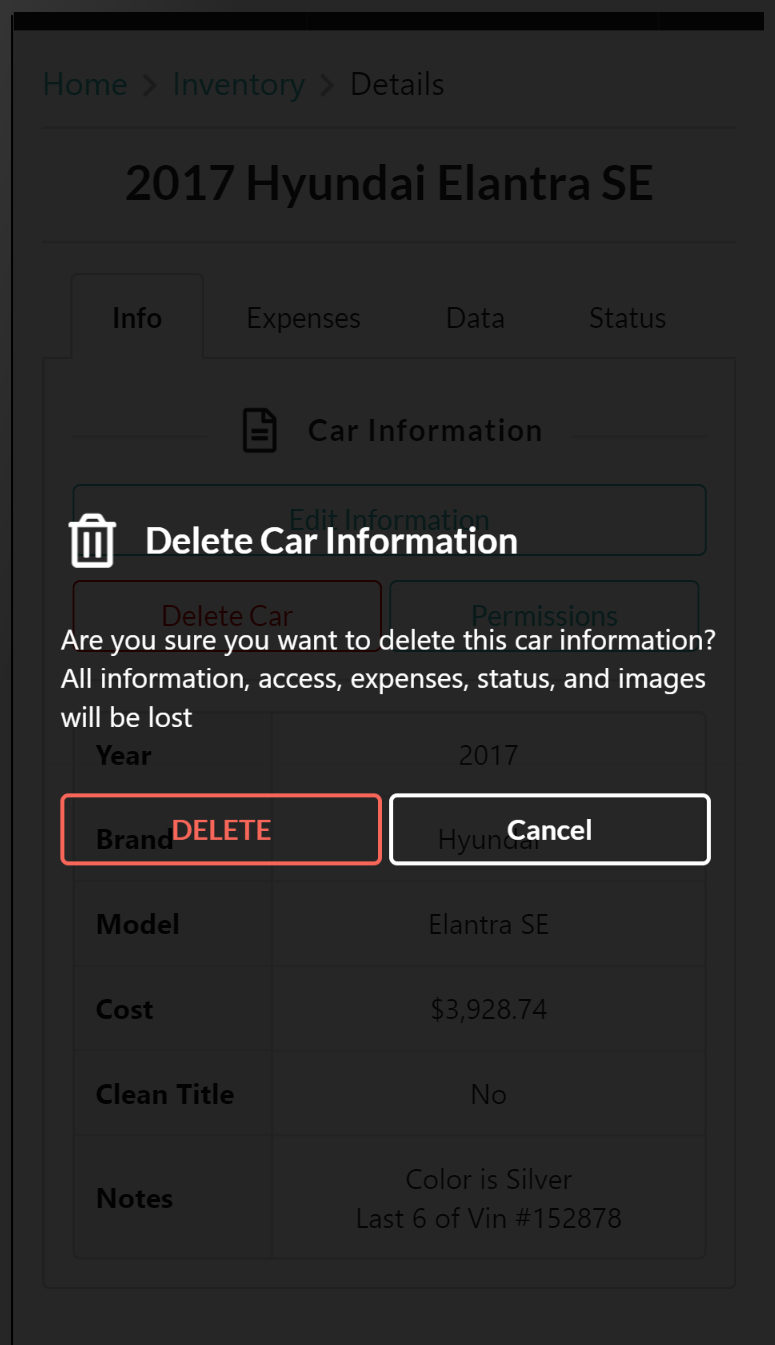 Home > Inventory > Details
2017 Hyundai Elantra SE
Info Expenses Data Status
Car Information
Edit Information
Delete Car Information
Delete Car Permissions
Are you sure you want to delete this car information?
All information, access, expenses, status, and images
will be lost
Year 2017
DELETE Cancel
Brand Hyundai
Model Elantra SE
Cost $3,928.74
Clean Title No
Notes
Color is Silver
Last 6 of Vin #152878